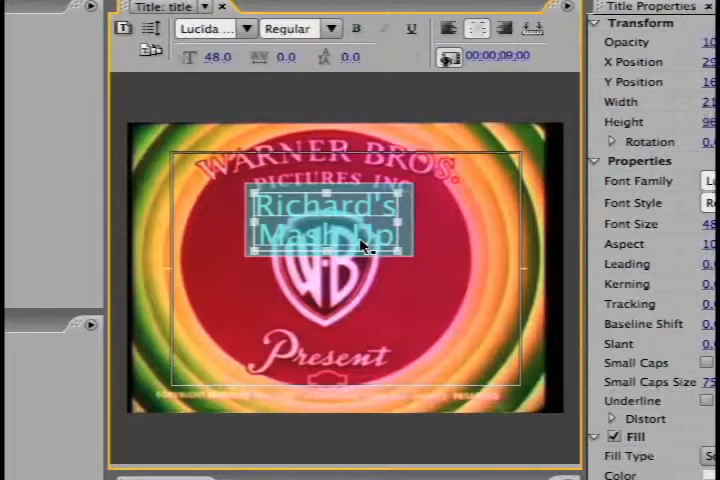 Title: title
Title Properties
Lucida ...
Regular
B
U
T
48.0
AV
0.0
0.0
00;00;09;00
Transform
Opacity
X Position
Y Position
Width
Height
Rotation
Properties
Font Family
Font Style
Font Size
Aspect
Leading
Kerning
Tracking
Baseline Shift
Slant
Small Caps
Small Caps Size
Underline
Distort
Fill
Fill Type
Color
WARNER BROS.
PICTURES INC.
Richard's
Mash Up
WB
Present